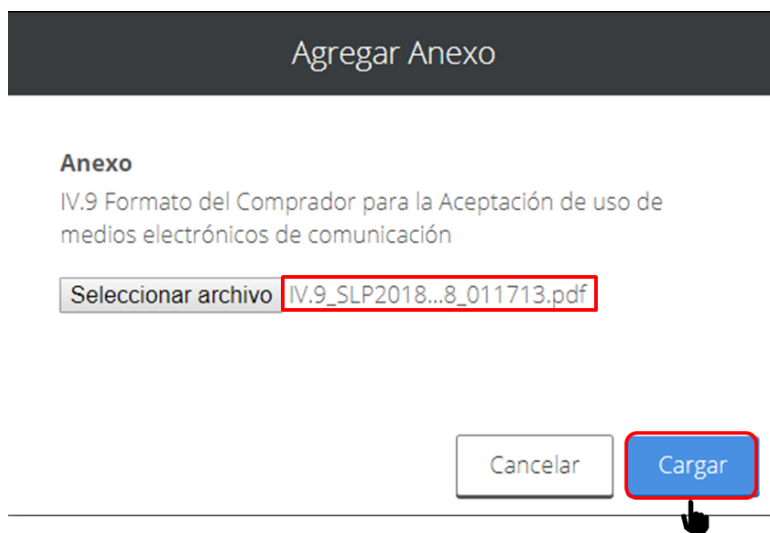 Agregar Anexo
Anexo
IV.9 Formato del Comprador para la Aceptación de uso de
medios electrónicos de comunicación
Seleccionar archivo IV.9_SLP2018...8_011713.pdf
Cancelar Cargar